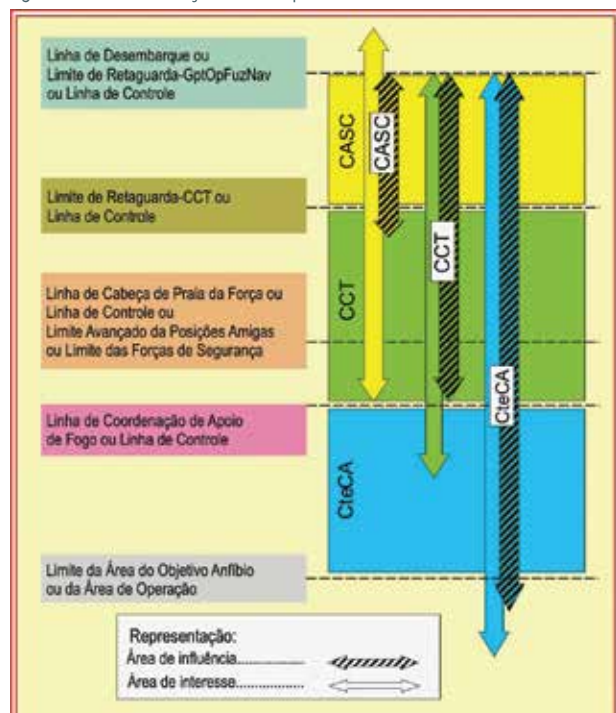 Linha de Desembarque ou
Limite de Retaguarda-GptOpFuzNav
ou Linha de Controle
Limite de Retaguarda-CCT ou
Linha de Controle
Linha de Cabeça de Praia da Força ou
Linha de Controle ou
Limite Avançado da Posições Amigas
ou Limite das Forças de Segurança
Linha de Coordenação de Apoio
de Fogo ou Linha de Controle
Limite da Área do Objetivo Anfíbio
ou da Área de Operação
CASC
CASC
CCT
CCT
CteCA
CteCA
Representação:
Área de influência....................
Área de interesse.................